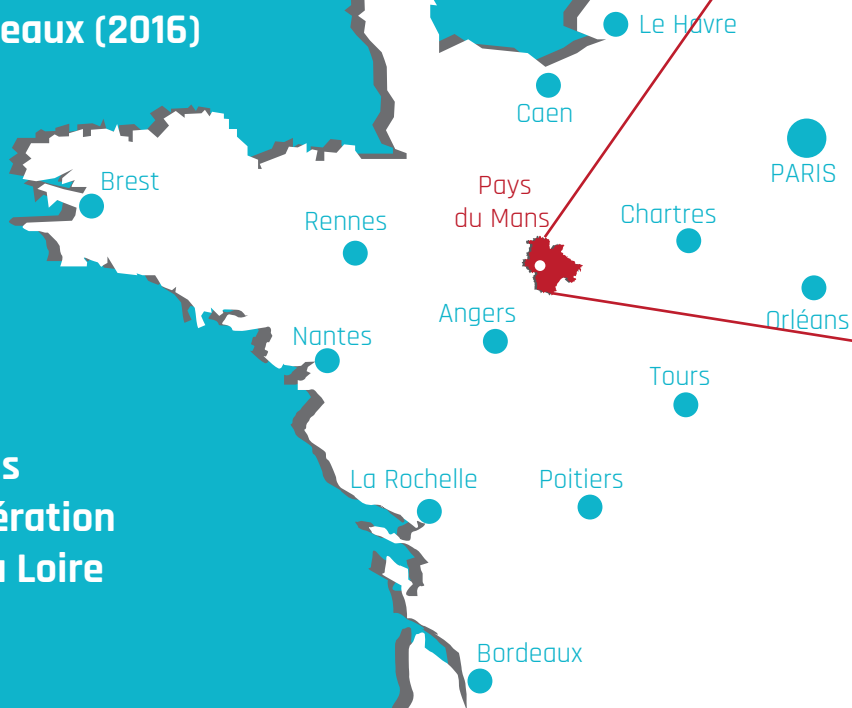 eaux (2016)
Le Havre
Caen
PARIS
Brest
Pays
du Mans
Rennes
Chartres
Angers
Orléans
Nantes
Tours
La Rochelle
Poitiers
s
ération
Loire
Bordeaux